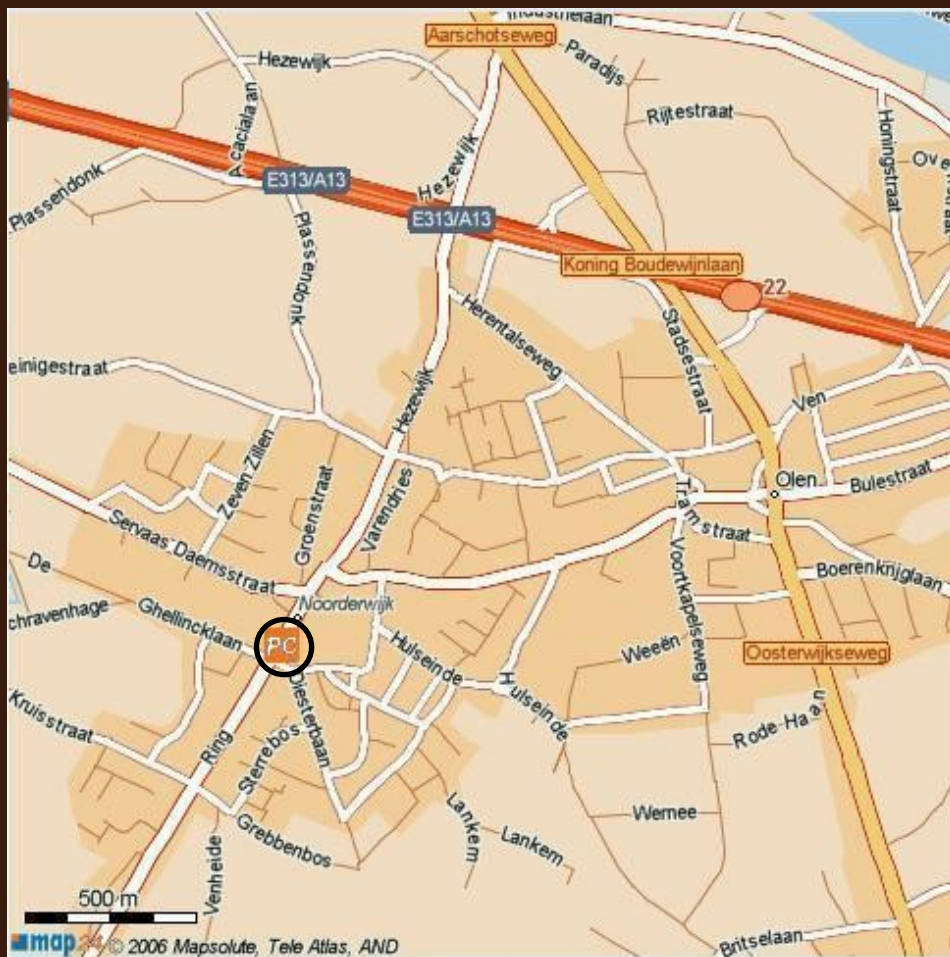 Industrielaan
Aarschotseweg
Hezewijk
Paradijs
Acacialaan
Rijtestraat
Honingstraat
Plassendonk
E313/A13
Hezewijk
E313/A13
Plassendonk
Koning Boudewijnlaan
22
Herentalseweg
Stadsestraat
einigestraat
Hezewijk
Ven
Zeven Zillen
Groenstraat
Varendries
Olen
Bulestraat
Tramstraat
Servaas Daemsstraat
Voortkapelseweg
Boerenkrijglaan
De
Noorderwijk
chravenhage
Ghellincklaan
PC
Hulseinde
Weeën
Oosterwijkseweg
Hulseinde
Diesterbaan
Kruisstraat
Ring
Sterrebos
Rode-Haan
Wernee
Lankem
Lankem
Grebbenbos
Venheide
500 m
Britselaan
map24 © 2006 Mapsolute, Tele Atlas, AND